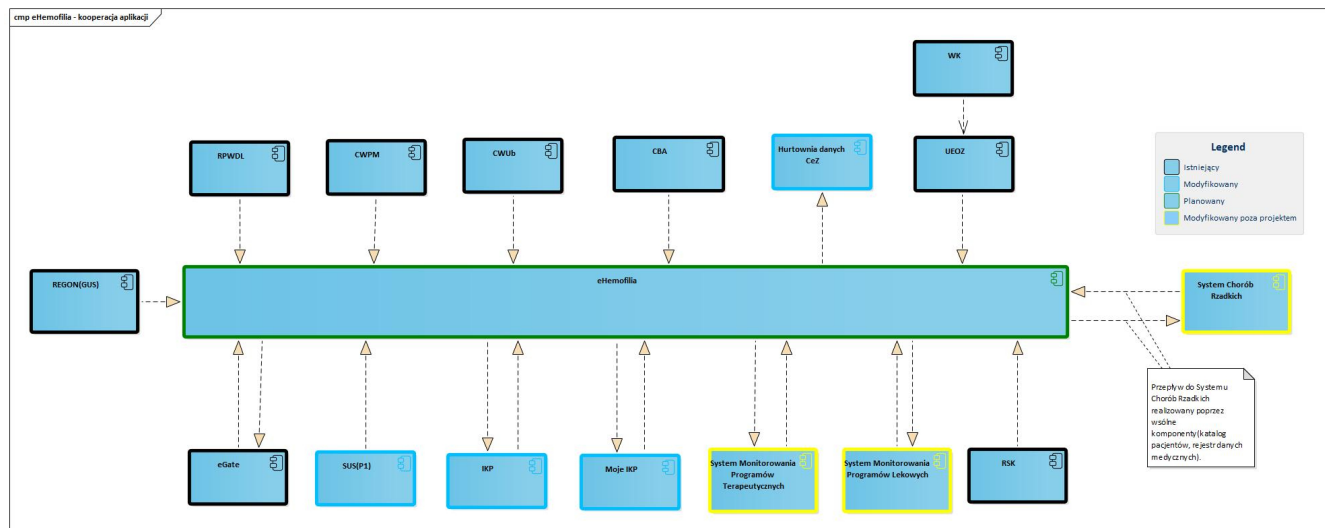 cmp eHemofilia - kooperacja aplikacji
WK
RPWDL
CWPM
CWUb
CBA
Hurtownia danych
CeZ
UEOZ
Legend
Istniejący
Modyfikowany
Planowany
Modyfikowany poza projektem
REGON(GUS)
eHemofilia
System Chorób
Rzadkich
Przepływ do Systemu
Chorób Rzadkich
realizowany poprzez
wsólne
komponenty(katalog
pacjentów, rejestr danych
medycznych).
eGate
SUS(P1)
IKP
Moje IKP
System Monitorowania
Programów
Terapeutycznych
System Monitorowania
Programów Lekowych
RSK